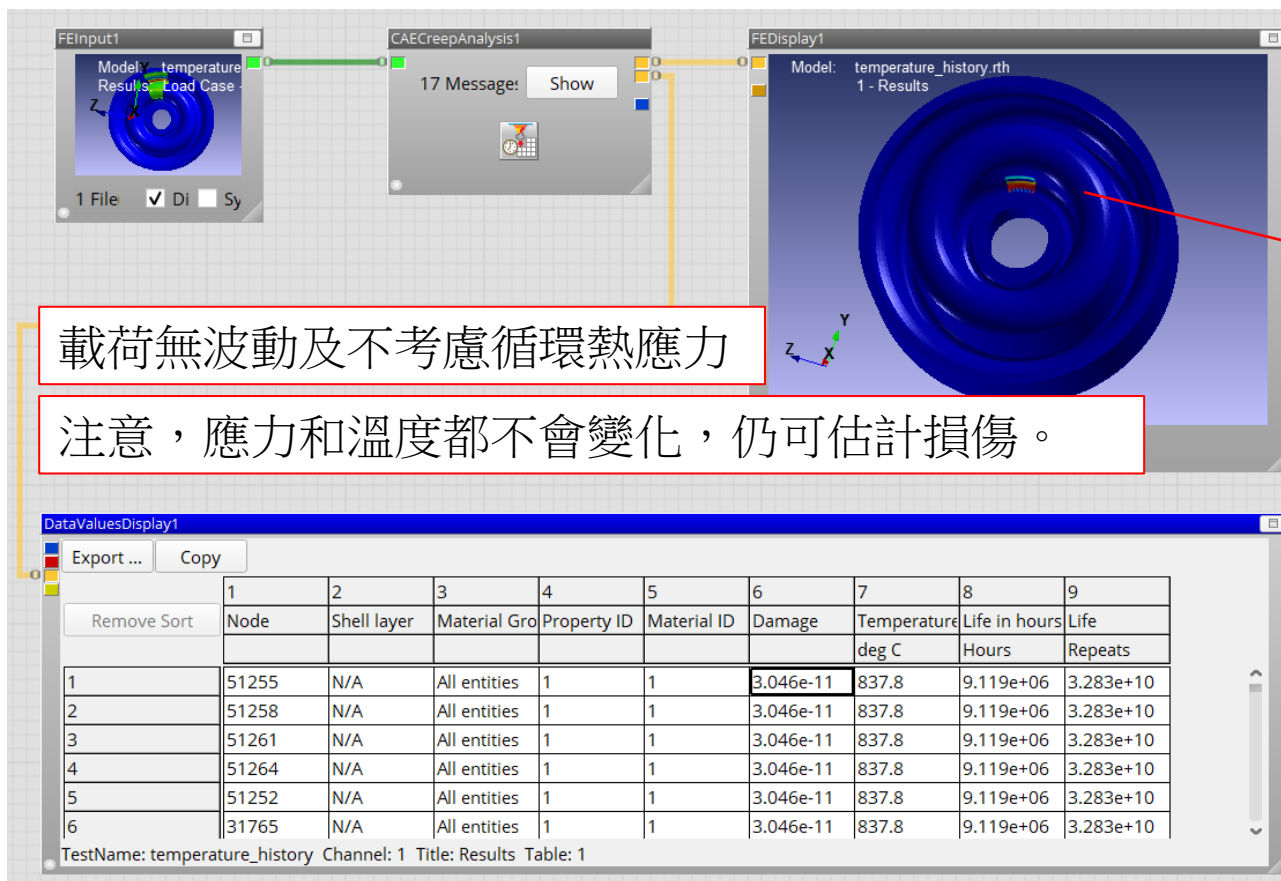 FEInput1
Model: temperature
Results: Load Case -
Y
Z
X
1 File
Di
Sy
CAECreepAnalysis1
17 Message:
Show
FEDisplay1
Model: temperature_history.rth
1 - Results
Y
Z
X
載荷無波動及不考慮循環熱應力
注意，應力和溫度都不會變化，仍可估計損傷。
DataValuesDisplay1
Export ... Copy
1 2 3 4 5 6 7 8 9
Remove Sort Node Shell layer Material Gro Property ID Material ID Damage Temperature Life in hours Life
deg C Hours Repeats
1 51255 N/A All entities 1 1 3.046e-11 837.8 9.119e+06 3.283e+10
2 51258 N/A All entities 1 1 3.046e-11 837.8 9.119e+06 3.283e+10
3 51261 N/A All entities 1 1 3.046e-11 837.8 9.119e+06 3.283e+10
4 51264 N/A All entities 1 1 3.046e-11 837.8 9.119e+06 3.283e+10
5 51252 N/A All entities 1 1 3.046e-11 837.8 9.119e+06 3.283e+10
6 31765 N/A All entities 1 1 3.046e-11 837.8 9.119e+06 3.283e+10
TestName: temperature_history Channel: 1 Title: Results Table: 1